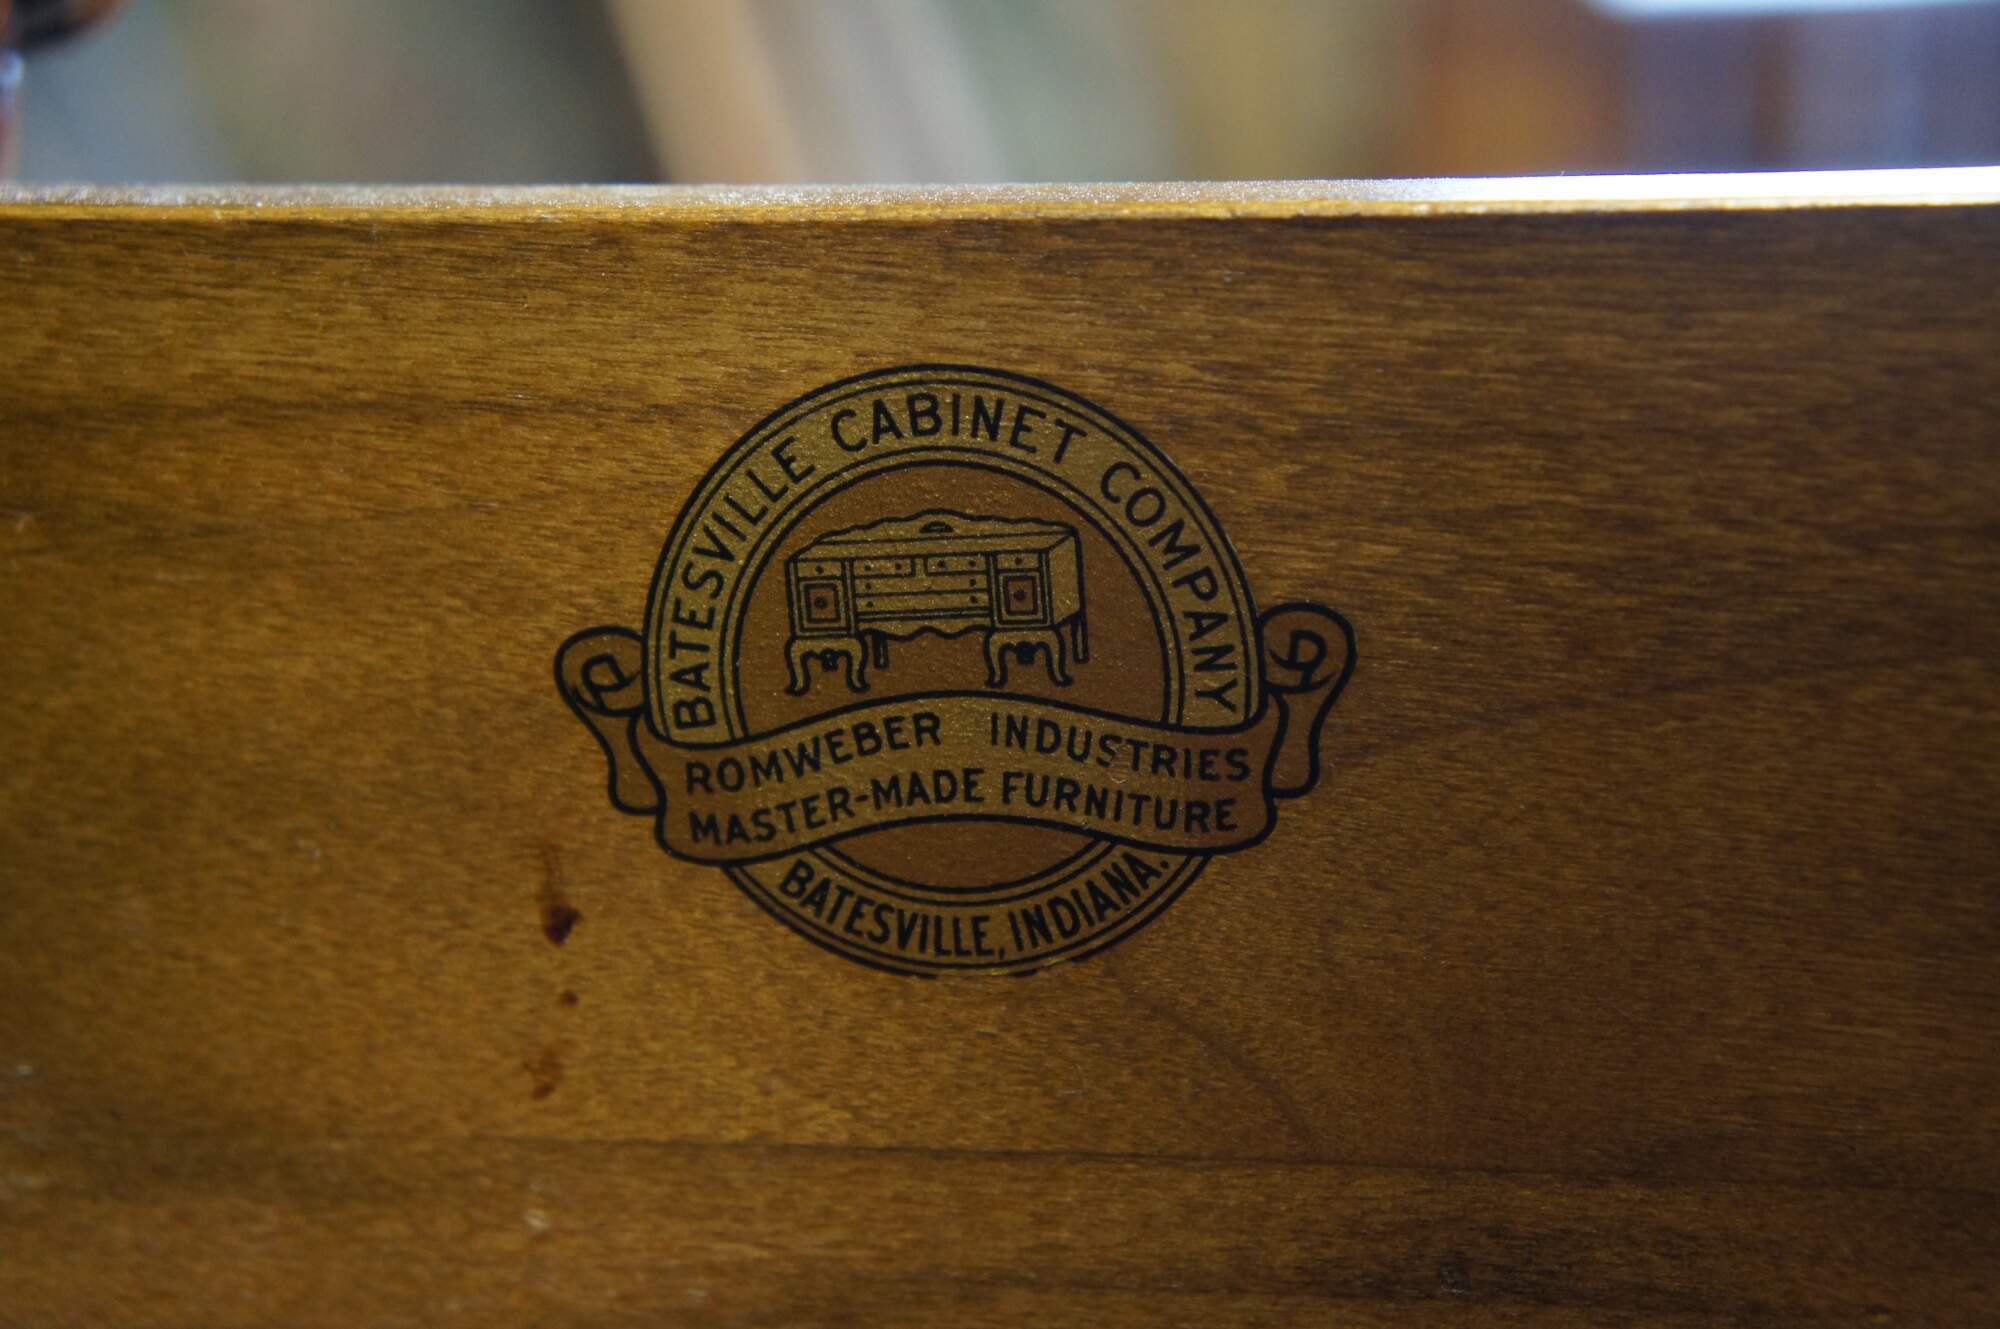 BATESVILLE CABINET COMPANY
ROMWEBER INDUSTRIES
MASTER-MADE FURNITURE
BATESVILLE, INDIANA.